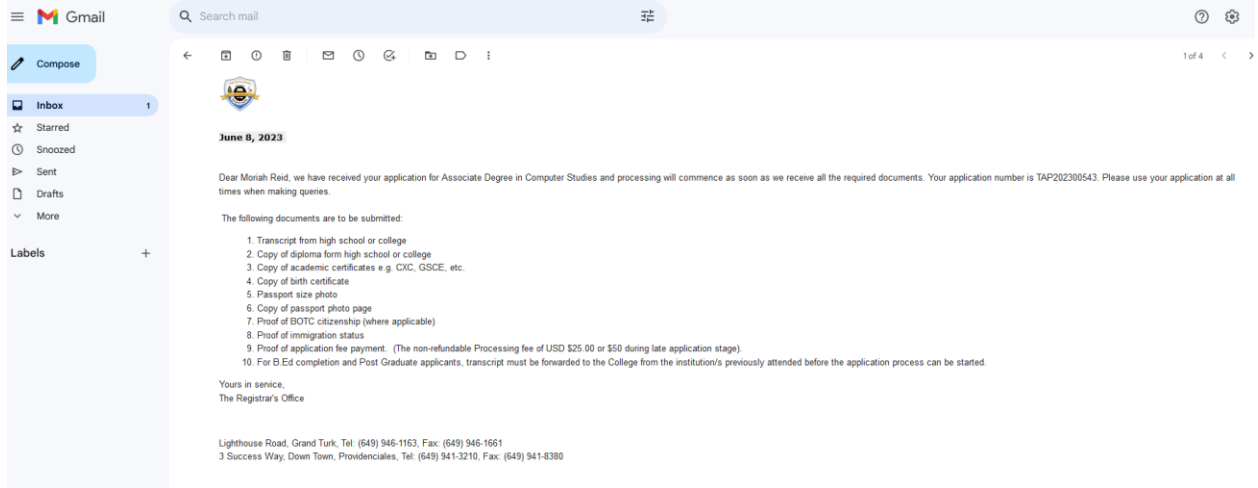 Gmail
Search mail
Compose
1 of 4
Inbox 1
Starred
Snoozed
Sent
Drafts
More
Labels
June 8, 2023
Dear Moriah Reid, we have received your application for Associate Degree in Computer Studies and processing will commence as soon as we receive all the required documents. Your application number is TAP202300543. Please use your application at all
times when making queries.
The following documents are to be submitted:
1. Transcript from high school or college
2. Copy of diploma form high school or college
3. Copy of academic certificates e.g. CXC, GSCE, etc.
4. Copy of birth certificate
5. Passport size photo
6. Copy of passport photo page
7. Proof of BOTC citizenship (where applicable)
8. Proof of immigration status
9. Proof of application fee payment. (The non-refundable Processing fee of USD $25.00 or $50 during late application stage).
10. For B.Ed completion and Post Graduate applicants, transcript must be forwarded to the College from the institution/s previously attended before the application process can be started.
Yours in service,
The Registrar's Office
Lighthouse Road, Grand Turk, Tel: (649) 946-1163, Fax: (649) 946-1661
3 Success Way, Down Town, Providenciales, Tel: (649) 941-3210, Fax: (649) 941-8380